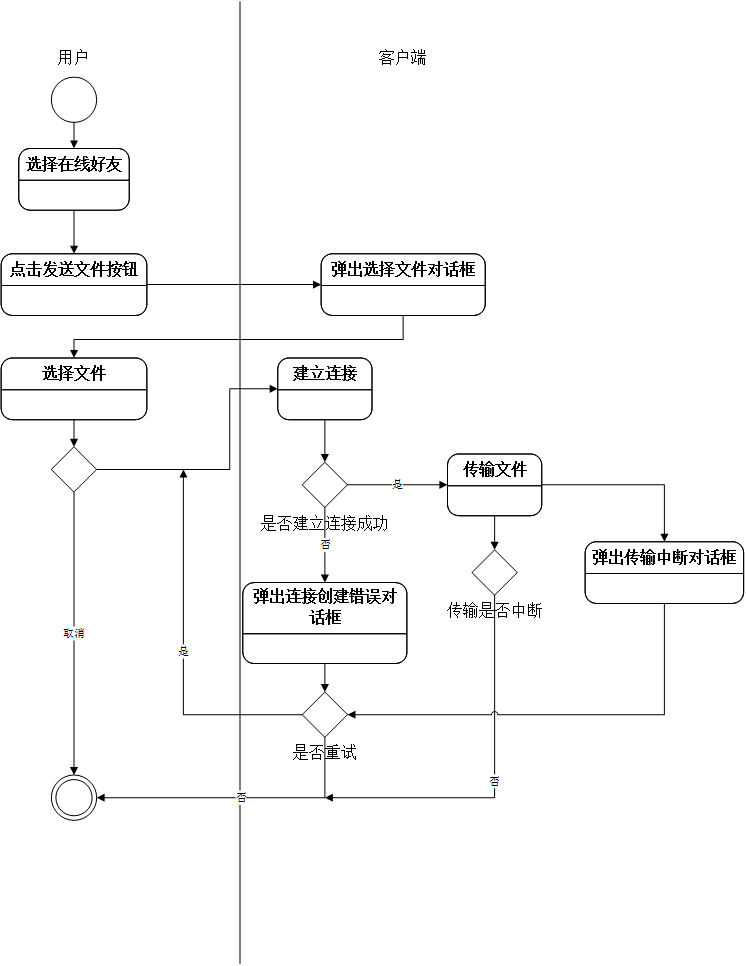 用户
客户端
选择在线好友
点击发送文件按钮
弹出选择文件对话框
选择文件
建立连接
传输文件
是
是否建立连接成功
否
弹出传输中断对话框
弹出连接创建错误对
话框
传输是否中断
取消
是
是否重试
否
否